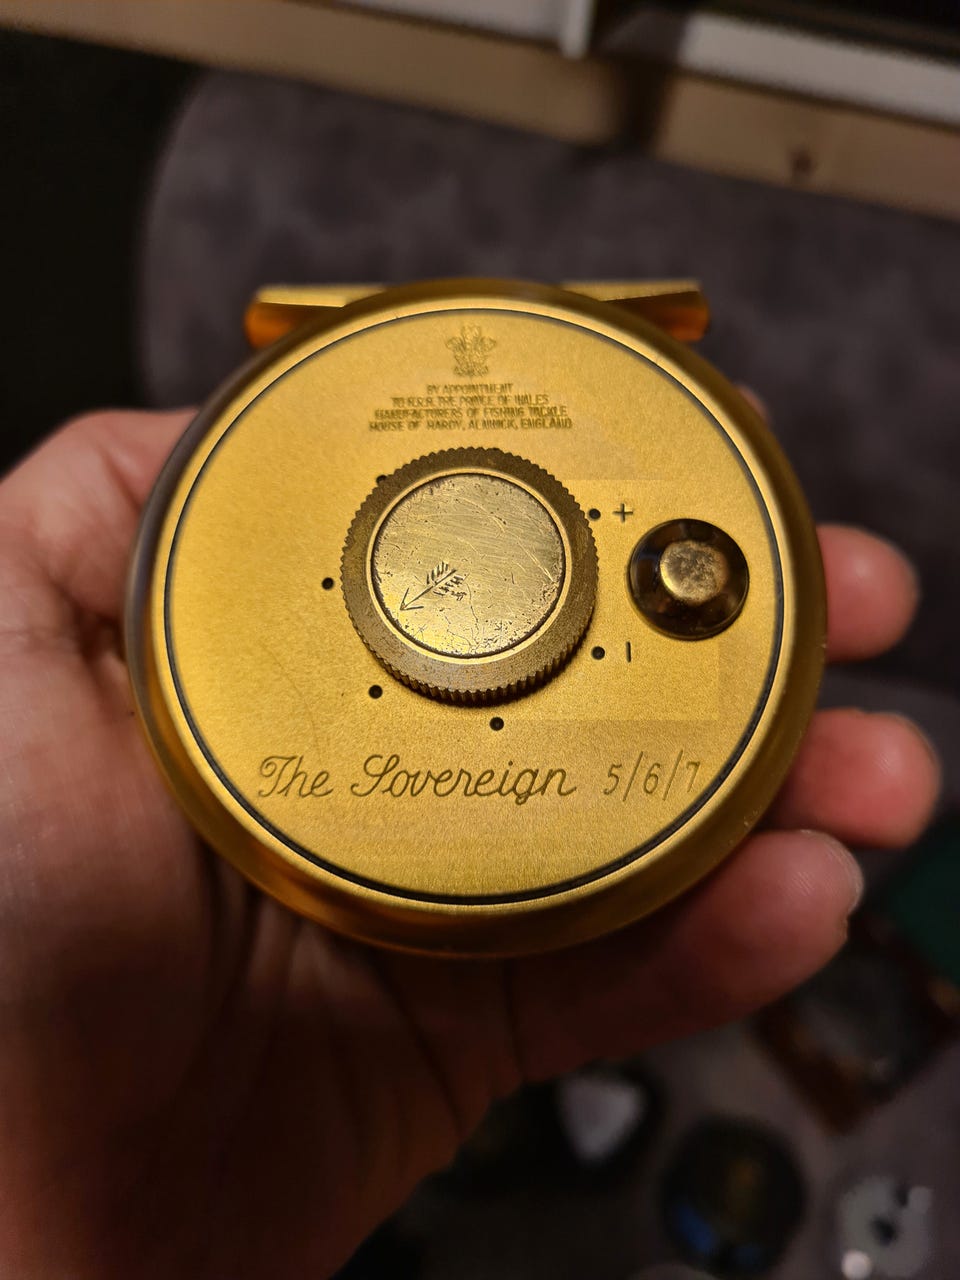 BY APPOINTMENT
TO H.R.H. THE PRINCE OF WALES
MANUFACTURERS OF FISHING TACKLE
HOUSE OF HARDY, ALNWICK, ENGLAND
+
-
The Sovereign 5/6/7